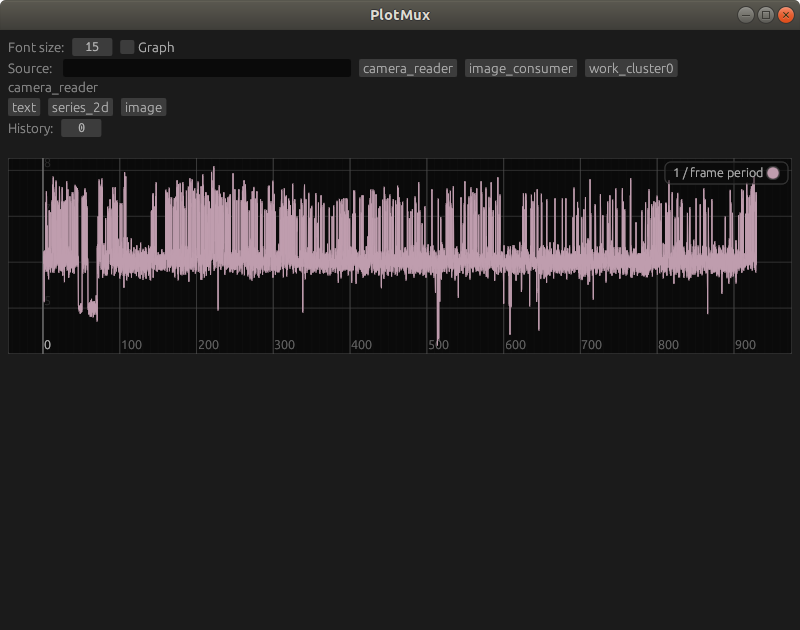 PlotMux
Font size: 15 Graph
Source: camera_reader image_consumer work_cluster0
camera_reader
text series_2d image
History: 0
8
1 / frame period
5
0 100 200 300 400 500 600 700 800 900